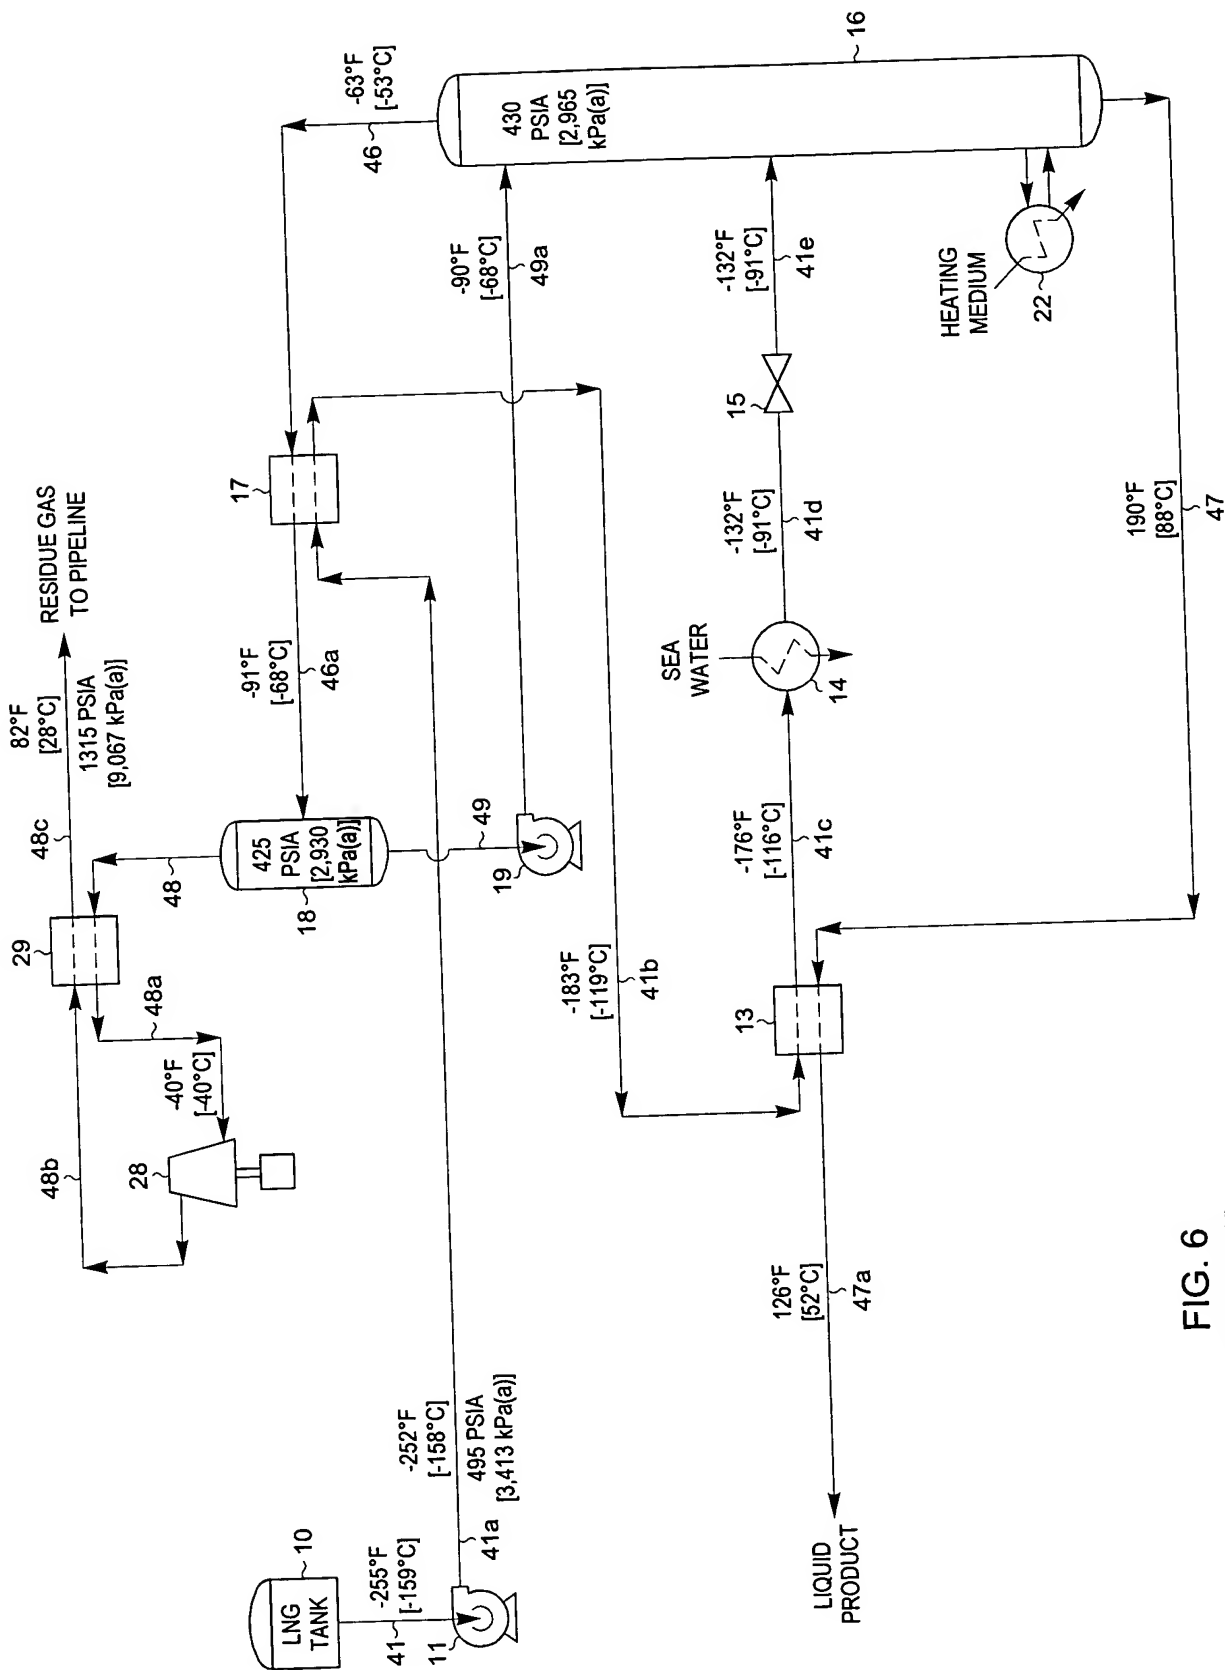 FIG. 6
LNG
TANK
10
-255°F
[-159°C]
41
11
-252°F
[-158°C]
41a
495 PSIA
[3,413 kPa(a)]
82°F
[28°C]
48c
1315 PSIA
[9,067 kPa(a)]
RESIDUE GAS
TO PIPELINE
29
48
48a
-40°F
[-40°C]
48b
28
425
PSIA
[2,930
kPa(a)]
18
49
19
-91°F
[-68°C]
46a
17
-63°F
[-53°C]
46
16
430
PSIA
[2,965
kPa(a)]
-90°F
[-68°C]
49a
-183°F
[-119°C]
41b
13
-176°F
[-116°C]
41c
SEA
WATER
14
-132°F
[-91°C]
41d
15
-132°F
[-91°C]
41e
HEATING
MEDIUM
22
190°F
[88°C]
47
126°F
[52°C]
47a
LIQUID
PRODUCT